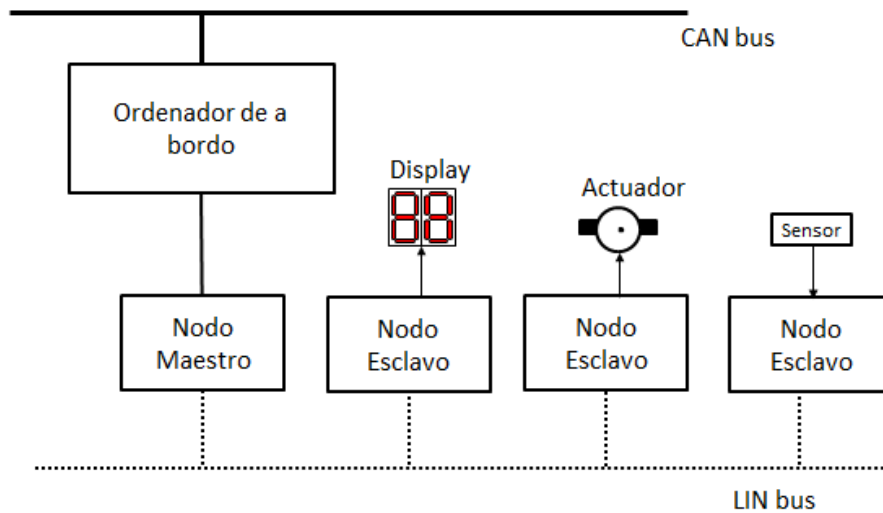 CAN bus
Ordenador de a
bordo
Display
88
Actuador
Sensor
Nodo
Maestro
Nodo
Esclavo
Nodo
Esclavo
Nodo
Esclavo
LIN bus